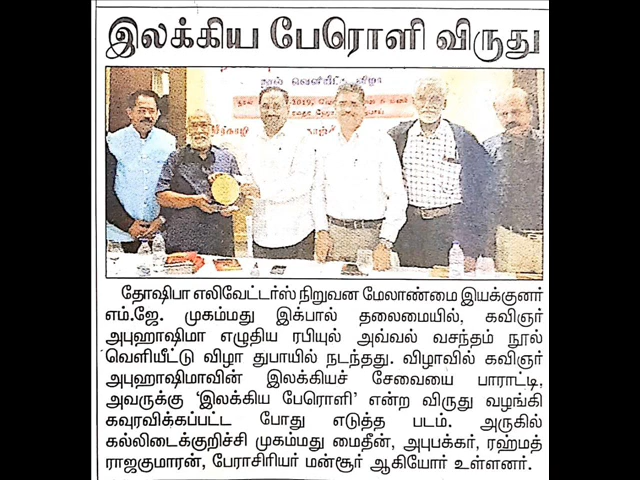 இலக்கிய பேரொளி விருது
நூல் வெளியீட்டு விழா
தோஷிபா எலிவேட்டர்ஸ் நிறுவன மேலாண்மை இயக்குனர்
எம்.ஜே. முகம்மது இக்பால் தலைமையில், கவிஞர்
அபுஹாஷிமா எழுதிய ரபியுல் அவ்வல் வசந்தம் நூல்
வெளியீட்டு விழா துபாயில் நடந்தது. விழாவில் கவிஞர்
அபுஹாஷிமாவின் இலக்கியச் சேவையை பாராட்டி,
அவருக்கு ‘இலக்கிய பேரொளி’ என்ற விருது வழங்கி
கவுரவிக்கப்பட்ட போது எடுத்த படம். அருகில்
கல்லிடைக்குறிச்சி முகம்மது மைதீன், அபுபக்கர், ரஹ்மத்
ராஜகுமாரன், பேராசிரியர் மன்சூர் ஆகியோர் உள்ளனர்.